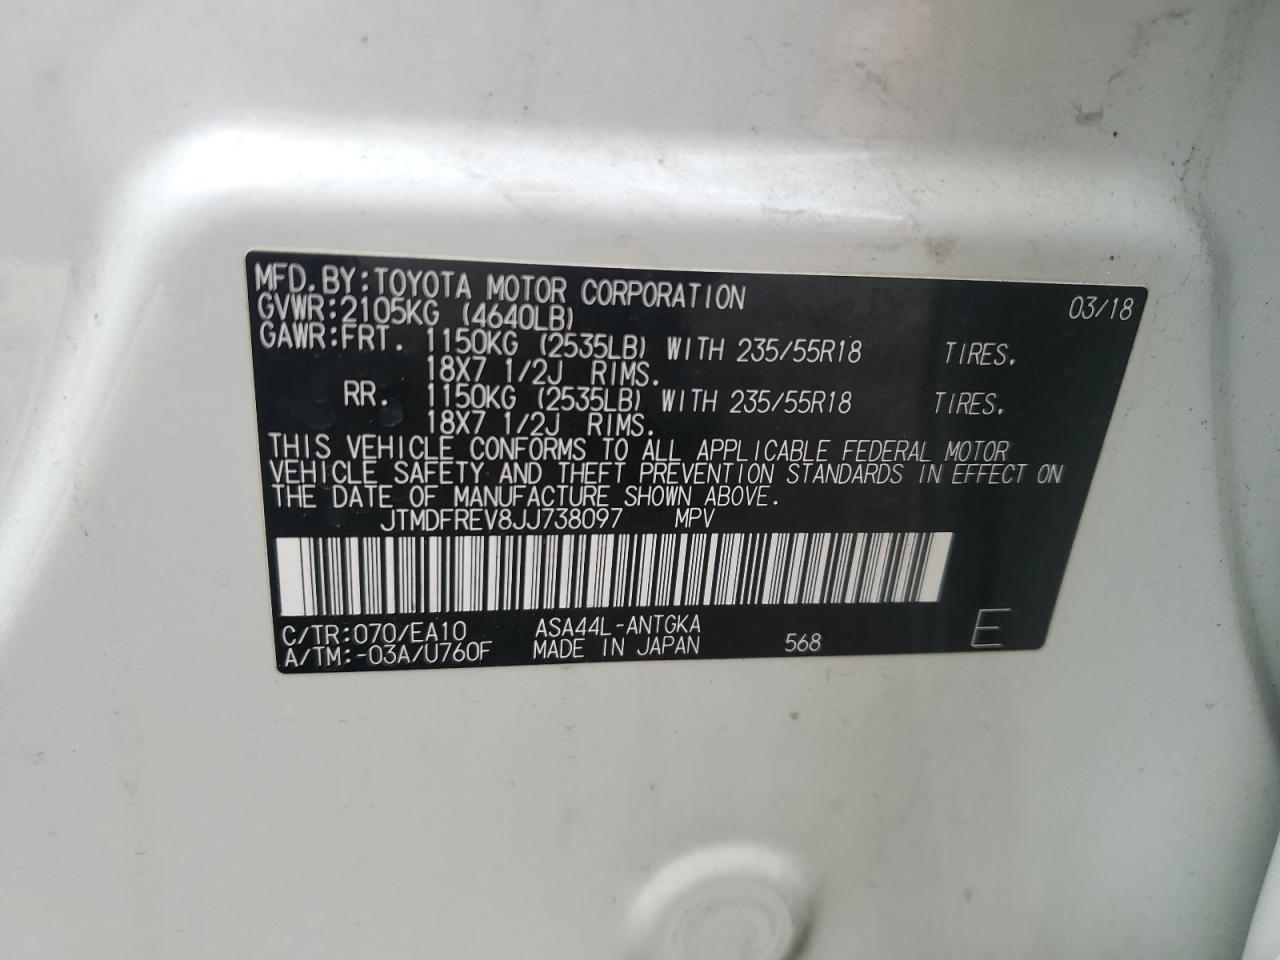 MFD.BY:TOYOTA MOTOR CORPORATION 03/18
GVWR:2105KG (4640LB)
GAWR:FRT. 1150KG (2535LB) WITH 235/55R18 TIRES.
18X7 1/2J RIMS.
RR. 1150KG (2535LB) WITH 235/55R18 TIRES.
18X7 1/2J RIMS.
THIS VEHICLE CONFORMS TO ALL APPLICABLE FEDERAL MOTOR
VEHICLE SAFETY AND THEFT PREVENTION STANDARDS IN EFFECT ON
THE DATE OF MANUFACTURE SHOWN ABOVE.
JTMDFREV8JJ738097 MPV
C/TR:070/EA10 ASA44L-ANTGKA
A/TM:-03A/U760F MADE IN JAPAN 568 E